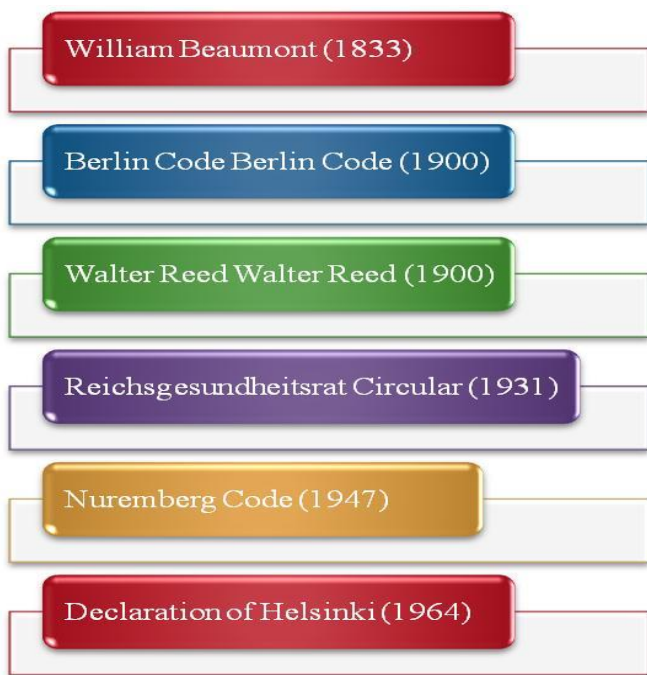 William Beaumont (1833)
Berlin Code Berlin Code (1900)
Walter Reed Walter Reed (1900)
Reichsgesundheitsrat Circular (1931)
Nuremberg Code (1947)
Declaration of Helsinki (1964)